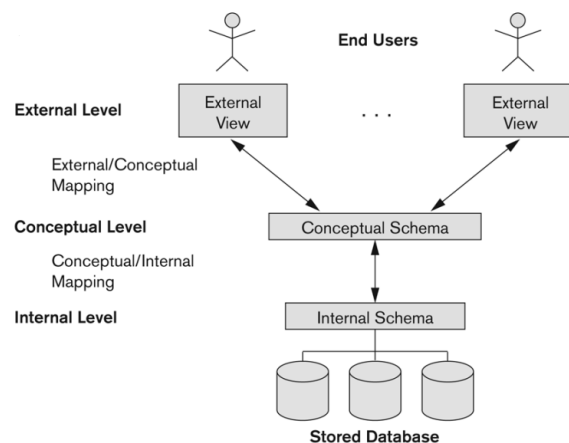 End Users
External Level
External
View
. . .
External
View
External/Conceptual
Mapping
Conceptual Level
Conceptual Schema
Conceptual/Internal
Mapping
Internal Level
Internal Schema
Stored Database